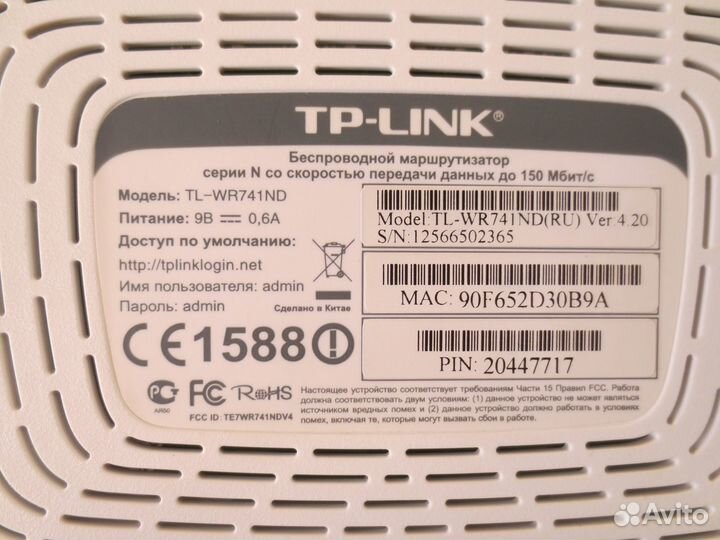 TP-LINK®
Беспроводной маршрутизатор
серии N со скоростью передачи данных до 150 Мбит/с
Модель: TL-WR741ND
Питание: 9В 0,6А
Доступ по умолчанию:
http://tplinklogin.net
Имя пользователя: admin
Пароль: admin
Сделано в Китае
Model:TL-WR741ND(RU) Ver:4.20
S/N:12566502365
MAC: 90F652D30B9A
PIN: 20447717
CE1588
АЯ60
FC RoHS
FCC ID: TE7WR741NDV4
Настоящее устройство соответствует требованиям Части 15 Правил FCC. Работа
должна соответствовать двум условиям: (1) данное устройство не может являться
источником вредных помех и (2) данное устройство должно работать в условиях
помех, включая те, которые могут вызвать сбои в работе.
Avito